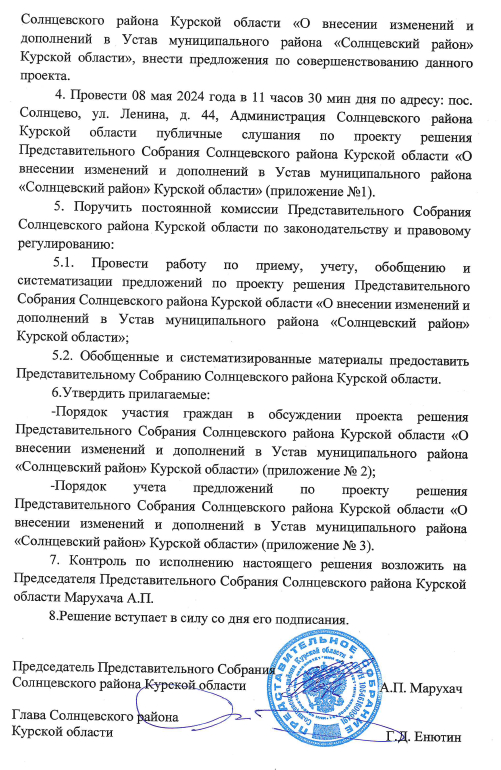 Солнцевского района Курской области «О внесении изменений и
дополнений в Устав муниципального района «Солнцевский район»
Курской области», внести предложения по совершенствованию данного
проекта.
4. Провести 08 мая 2024 года в 11 часов 30 мин дня по адресу: пос.
Солнцево, ул. Ленина, д. 44, Администрация Солнцевского района
Курской области публичные слушания по проекту решения
Представительного Собрания Солнцевского района Курской области «О
внесении изменений и дополнений в Устав муниципального района
«Солнцевский район» Курской области» (приложение №1).
5. Поручить постоянной комиссии Представительного Собрания
Солнцевского района Курской области по законодательству и правовому
регулированию:
5.1. Провести работу по приему, учету, обобщению и
систематизации предложений по проекту решения Представительного
Собрания Солнцевского района Курской области «О внесении изменений и
дополнений в Устав муниципального района «Солнцевский район»
Курской области»;
5.2. Обобщенные и систематизированные материалы предоставить
Представительному Собранию Солнцевского района Курской области.
6.Утвердить прилагаемые:
-Порядок участия граждан в обсуждении проекта решения
Представительного Собрания Солнцевского района Курской области «О
внесении изменений и дополнений в Устав муниципального района
«Солнцевский район» Курской области» (приложение № 2);
-Порядок учета предложений по проекту решения
Представительного Собрания Солнцевского района Курской области «О
внесении изменений и дополнений в Устав муниципального района
«Солнцевский район» Курской области» (приложение № 3).
7. Контроль по исполнению настоящего решения возложить на
Председателя Представительного Собрания Солнцевского района Курской
области Марухача А.П.
8.Решение вступает в силу со дня его подписания.
Председатель Представительного Собрания
Солнцевского района Курской области А.П. Марухач
Глава Солнцевского района
Курской области Г.Д. Енютин
ПРЕДСТАВИТЕЛЬНОЕ СОБРАНИЕ
Солнцевского района Курской области